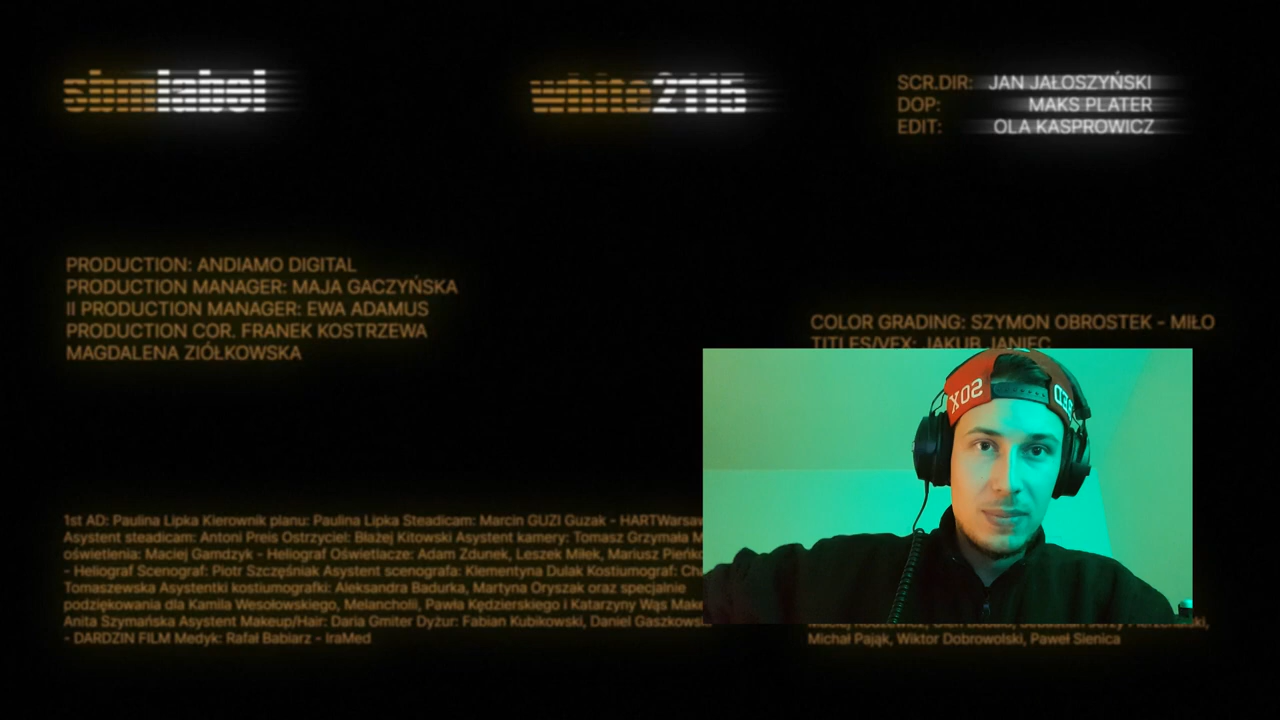 sbmlabel
white2115
SCR.DIR: JAN JAŁOSZYŃSKI
DOP: MAKS PLATER
EDIT: OLA KASPROWICZ
PRODUCTION: ANDIAMO DIGITAL
PRODUCTION MANAGER: MAJA GACZYŃSKA
II PRODUCTION MANAGER: EWA ADAMUS
PRODUCTION COR. FRANEK KOSTRZEWA
MAGDALENA ZIÓŁKOWSKA
COLOR GRADING: SZYMON OBROSTEK - MIŁO
TITLES/VFX: JAKUB JANIEC
SOX
RED
1st AD: Paulina Lipka Kierownik planu: Paulina Lipka Steadicam: Marcin GUZI Guzak - HARTWarsaw
Asystent steadicam: Antoni Preis Ostrzyciel: Błażej Kitowski Asystent kamery: Tomasz Grzymała
oświetlenia: Maciej Gamdzyk - Heliograf Oświetlacze: Adam Zdunek, Leszek Miłek, Mariusz
- Heliograf Scenograf: Piotr Szczęśniak Asystent scenografa: Klementyna Dulak Kostiumograf:
Tomaszewska Asystentki kostiumografki: Aleksandra Badurka, Martyna Oryszak oraz specjalnie
podziękowania dla Kamila Wesołowskiego, Melancholii, Pawła Kędzierskiego i Katarzyny Wąs
Anita Szymańska Asystent Makeup/Hair: Daria Gmiter Dyżur: Fabian Kubikowski, Daniel
- DARDZIN FILM Medyk: Rafał Babiarz - IraMed
Michał Pająk, Wiktor Dobrowolski, Paweł Sienica